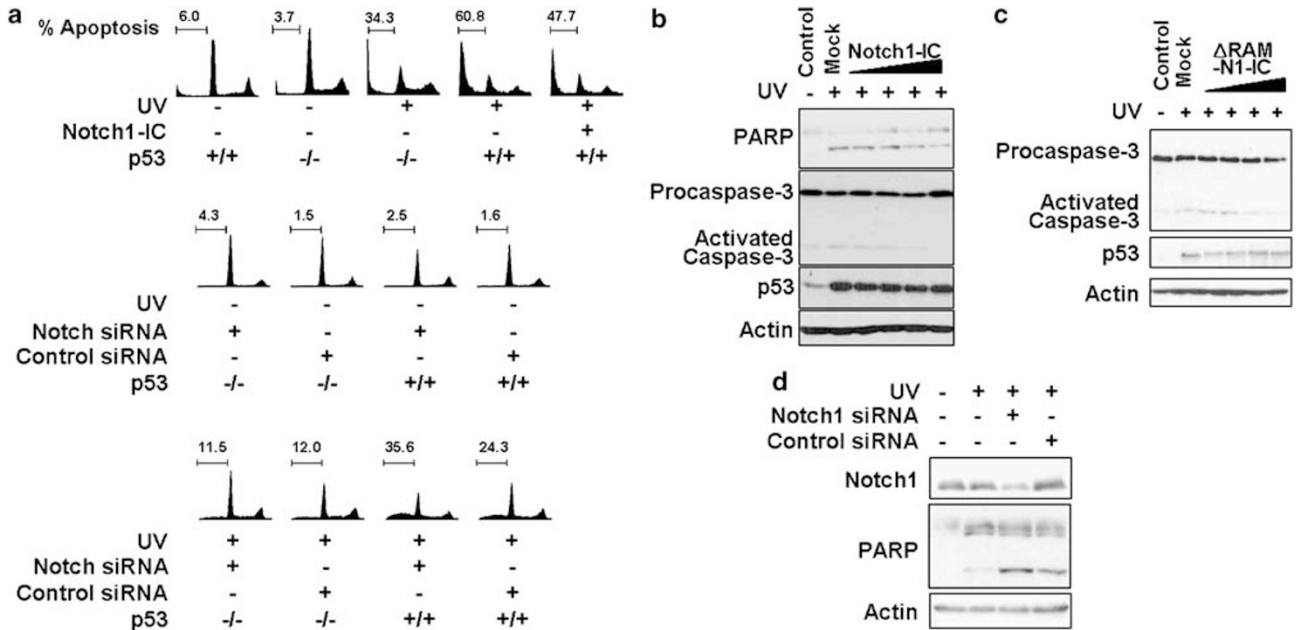 a
% Apoptosis
6.0 3.7 34.3 60.8 47.7
UV - - + + +
Notch1-IC - - - - +
p53 +/+ -/- -/- +/+ +/+
4.3 1.5 2.5 1.6
UV - - - -
Notch siRNA + - + -
Control siRNA - + - +
p53 -/- -/- +/+ +/+
11.5 12.0 35.6 24.3
UV + + + +
Notch siRNA + - + -
Control siRNA - + - +
p53 -/- -/- +/+ +/+
b
Control
Mock
Notch1-IC
UV - + + + + +
PARP
Procaspase-3
Activated
Caspase-3
p53
Actin
c
Control
Mock
ΔRAM
-N1-IC
UV - + + + + +
Procaspase-3
Activated
Caspase-3
p53
Actin
d
UV - + + +
Notch1 siRNA - - + -
Control siRNA - - - +
Notch1
PARP
Actin